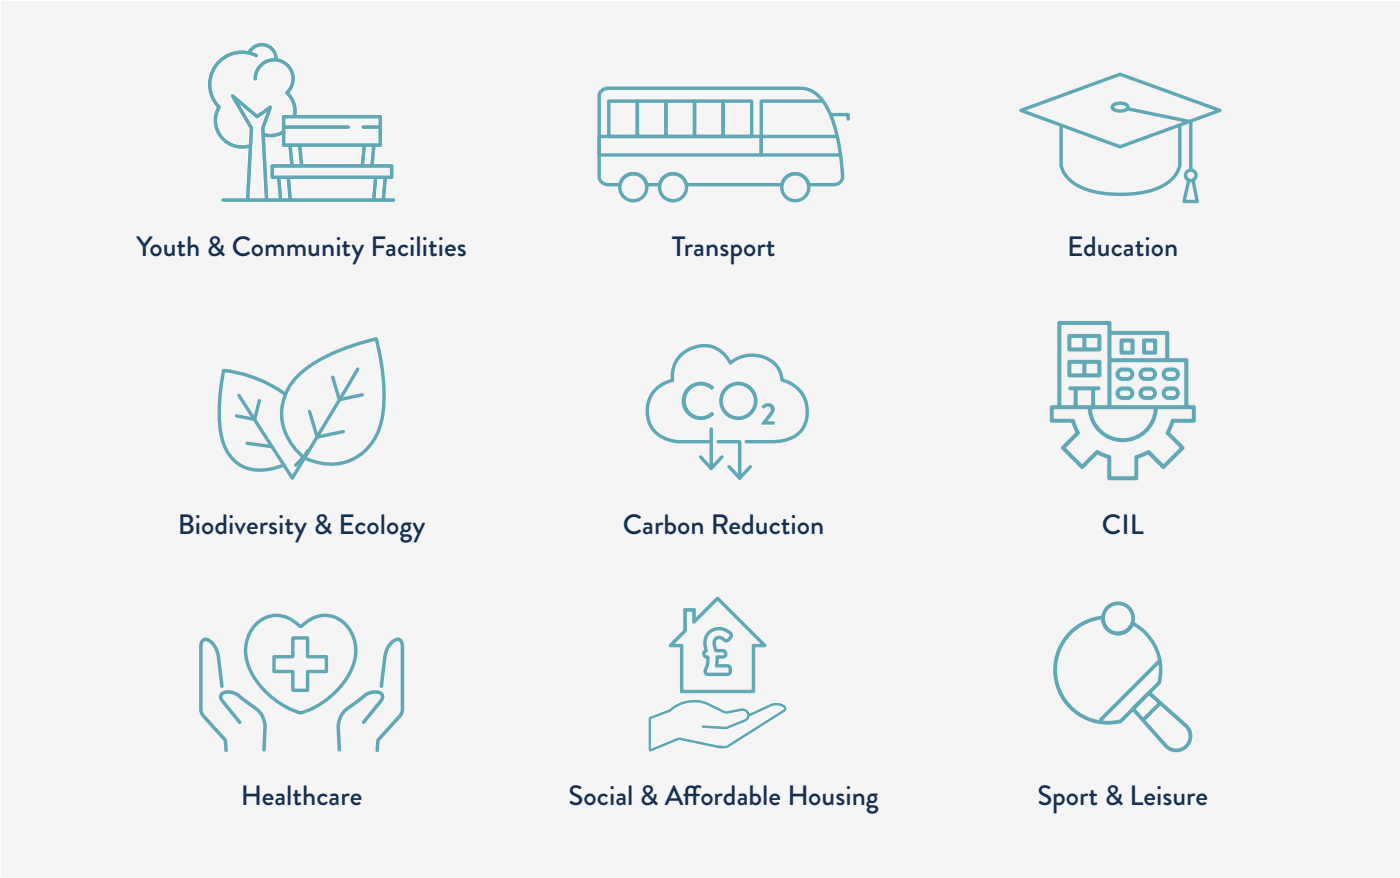 Youth & Community Facilities
Transport
Education
CO2
Biodiversity & Ecology
Carbon Reduction
CIL
£
Healthcare
Social & Affordable Housing
Sport & Leisure